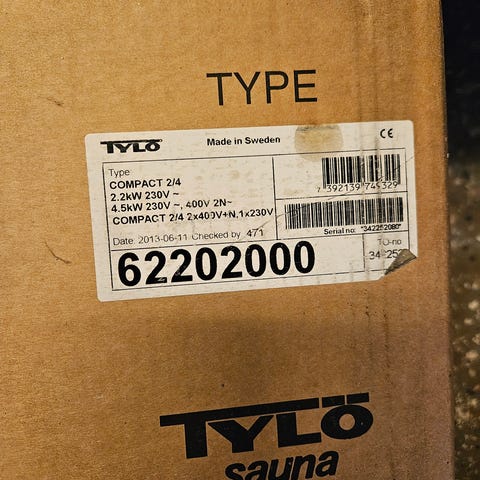 TYPE
TYLÖ Made in Sweden CE
Type
COMPACT 2/4
2.2kW 230V ~
4.5kW 230V ~, 400V 2N~
COMPACT 2/4 2x400V+N,1x230V
7 392139 745329
Serial no: *342252080*
Date: 2013-06-11 Checked by 471
TO-no
62202000
TYLÖ
sauna